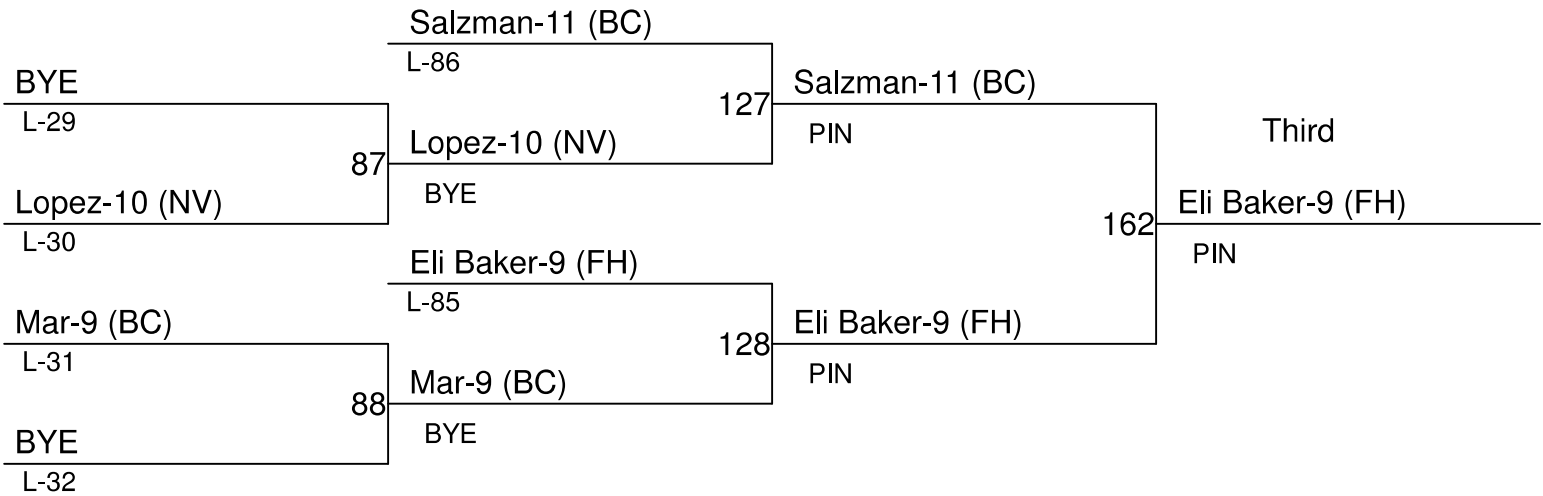 Salzman-11 (BC)
L-86
BYE
L-29
127
Salzman-11 (BC)
PIN
Third
87
Lopez-10 (NV)
BYE
Lopez-10 (NV)
L-30
162
Eli Baker-9 (FH)
PIN
Eli Baker-9 (FH)
L-85
Mar-9 (BC)
L-31
128
Eli Baker-9 (FH)
PIN
88
Mar-9 (BC)
BYE
BYE
L-32